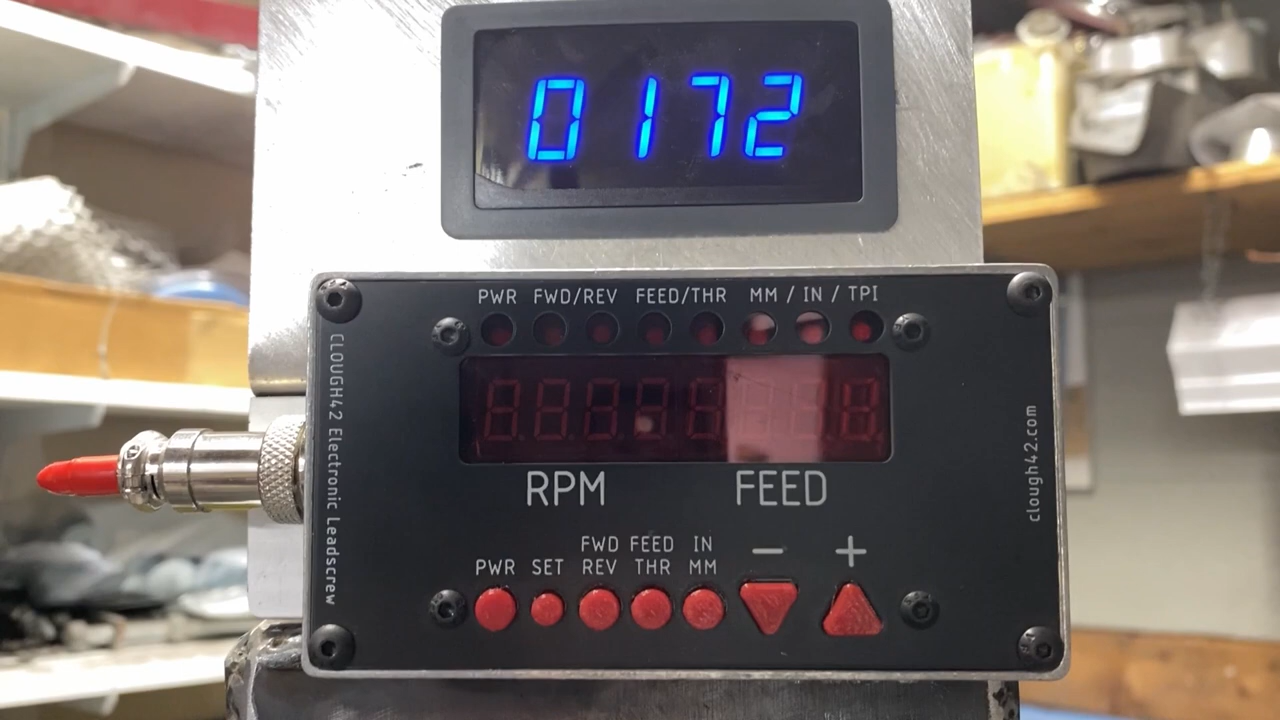 0172
PWR FWD/REV FEED/THR MM / IN / TPI
CLOUGH42 Electronic Leadscrew
clough42.com
RPM FEED
FWD FEED IN
PWR SET REV THR MM
− +